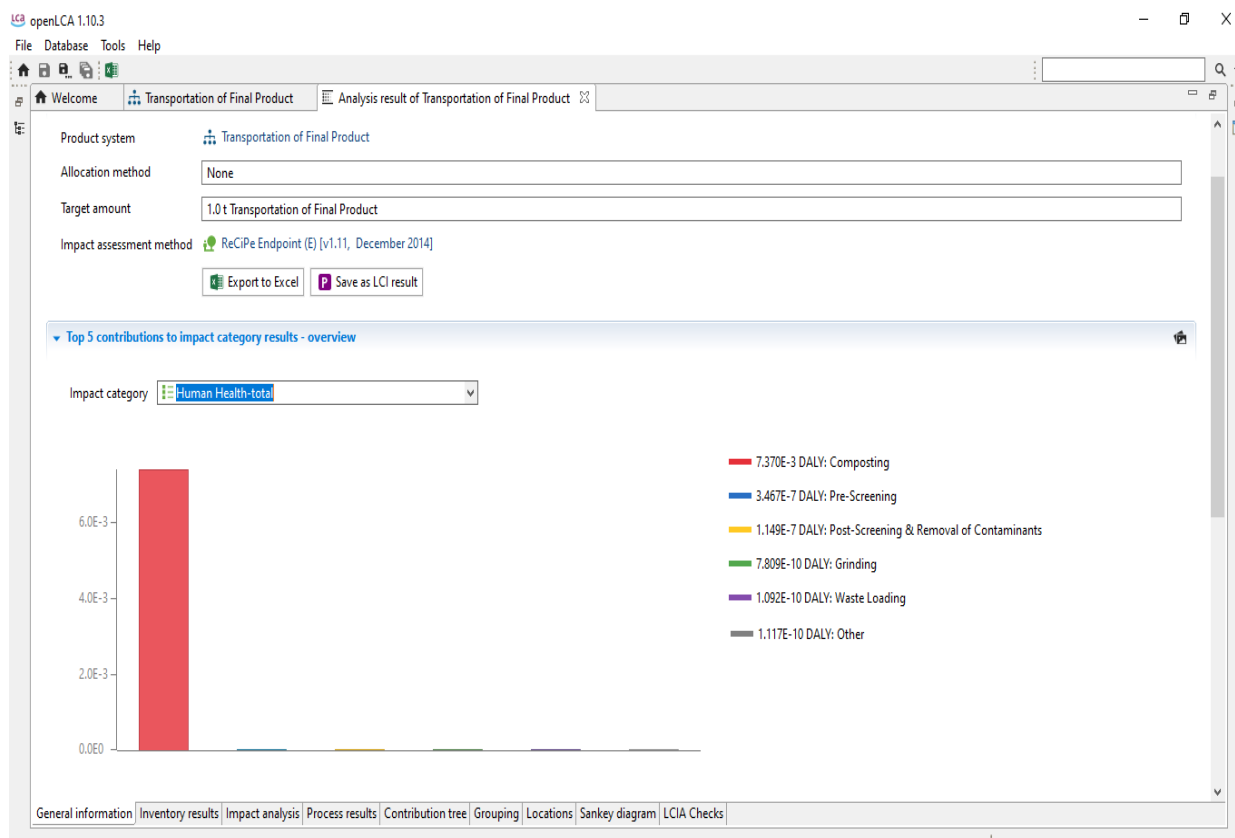 LCA openLCA 1.10.3
File Database Tools Help
Welcome Transportation of Final Product Analysis result of Transportation of Final Product
Product system Transportation of Final Product
Allocation method None
Target amount 1.0 t Transportation of Final Product
Impact assessment method ReCiPe Endpoint (E) [v1.11, December 2014]
Export to Excel P Save as LCI result
Top 5 contributions to impact category results - overview
Impact category Human Health-total
7.370E-3 DALY: Composting
3.467E-7 DALY: Pre-Screening
1.149E-7 DALY: Post-Screening & Removal of Contaminants
7.809E-10 DALY: Grinding
1.092E-10 DALY: Waste Loading
1.117E-10 DALY: Other
6.0E-3
4.0E-3
2.0E-3
0.0E0
General information Inventory results Impact analysis Process results Contribution tree Grouping Locations Sankey diagram LCIA Checks